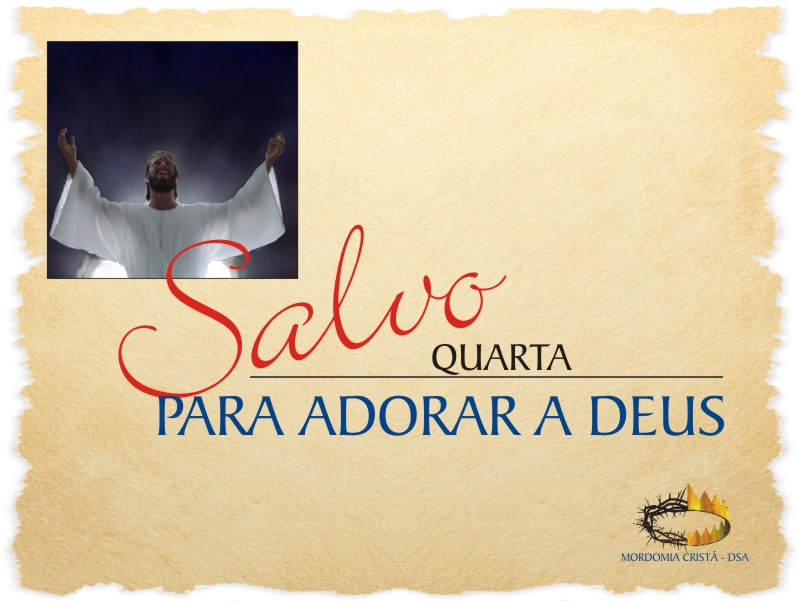 Salvo
QUARTA
PARA ADORAR A DEUS
MORDOMIA CRISTÃ - DSA